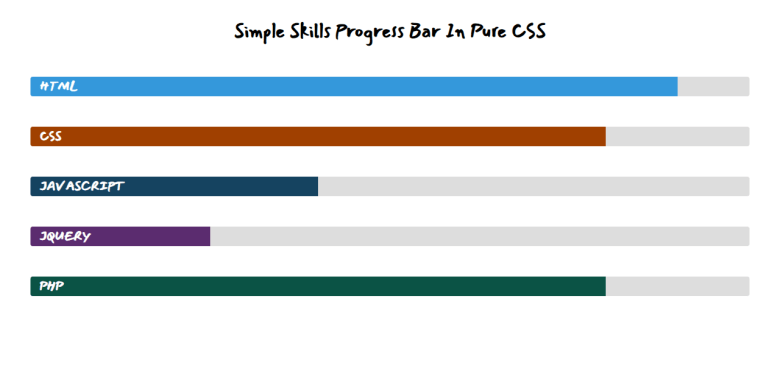 Simple Skills Progress Bar In Pure CSS
HTML
CSS
JAVASCRIPT
JQUERY
PHP